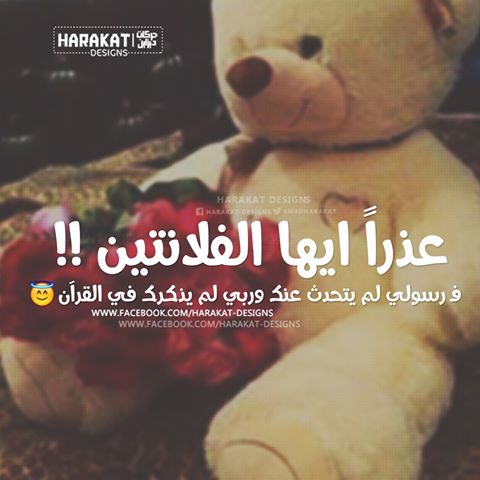 HARAKAT
حركات
ديزاين
DESIGNS
HARAKAT DESIGNS
HARAKAT-DESIGNS
EMADHARAKAT
عذراً ايها الفلانتين !!
ف رسولي لم يتحدث عنك وربي لم يذكرك في القرآن 😇
WWW.FACEBOOK.COM/HARAKAT-DESIGNS
WWW.FACEBOOK.COM/HARAKAT-DESIGNS